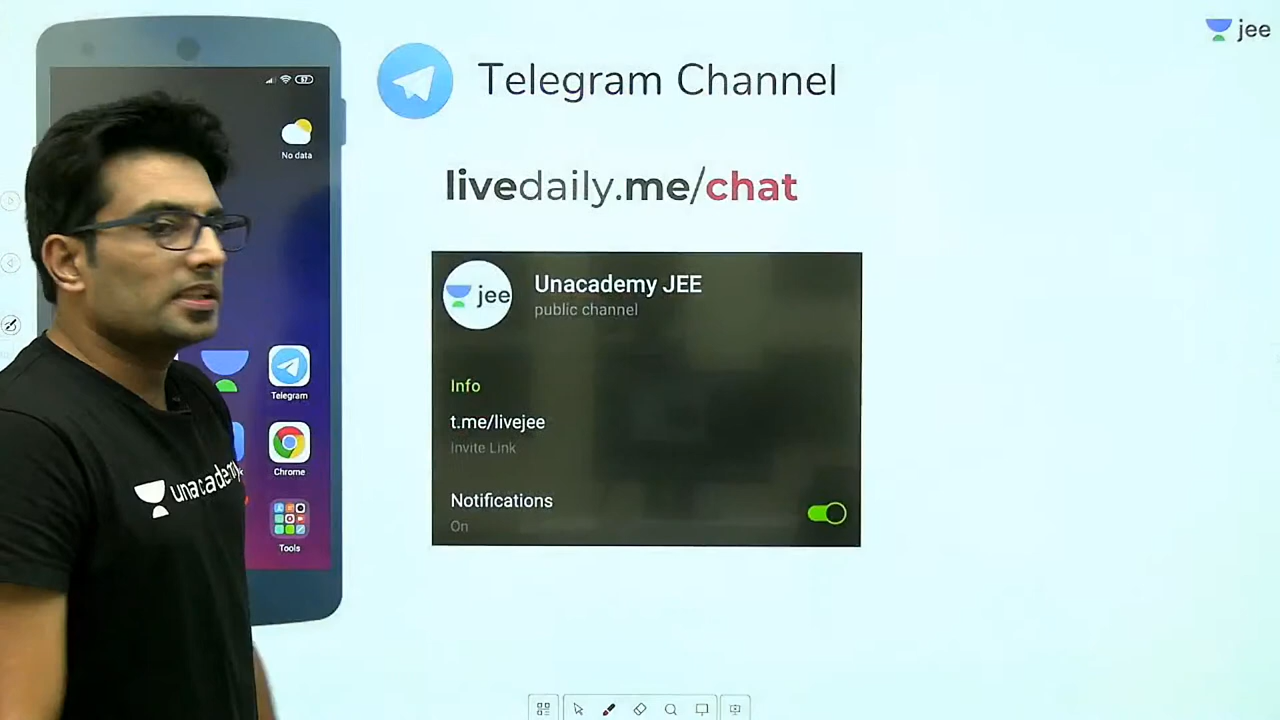 jee
Telegram Channel
livedaily.me/chat
57
No data
Telegram
Chrome
Tools
jee
Unacademy JEE
public channel
Info
t.me/livejee
Invite Link
Notifications
On
unacademy